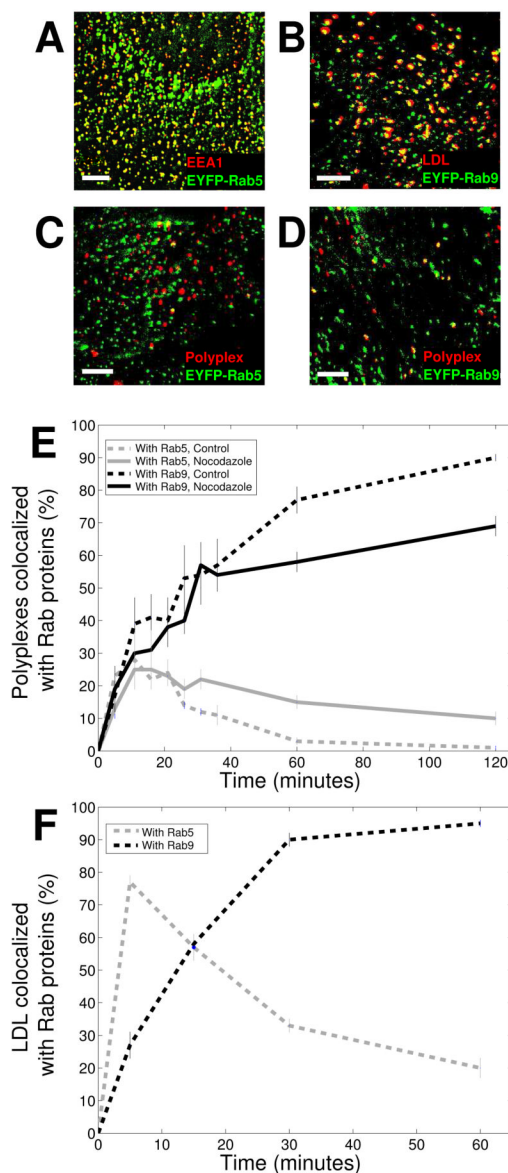 A
EEA1
EYFP-Rab5
B
LDL
EYFP-Rab9
C
Polyplex
EYFP-Rab5
D
Polyplex
EYFP-Rab9
E
With Rab5, Control
With Rab5, Nocodazole
With Rab9, Control
With Rab9, Nocodazole
Polyplexes colocalized
with Rab proteins (%)
100
90
80
70
60
50
40
30
20
10
0
0 20 40 60 80 100 120
Time (minutes)
F
With Rab5
With Rab9
LDL colocalized
with Rab proteins (%)
100
90
80
70
60
50
40
30
20
10
0
0 10 20 30 40 50 60
Time (minutes)